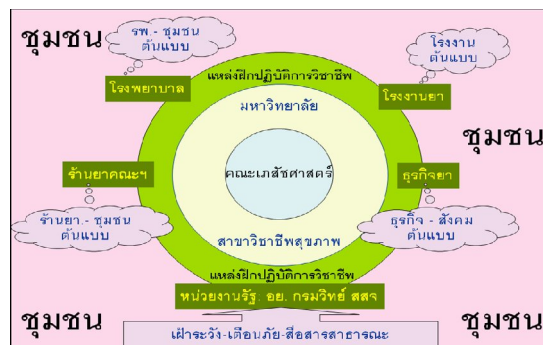 ชุมชน
รพ.- ชุมชน
ต้นแบบ
โรงงาน
ต้นแบบ
โรงพยาบาล
แหล่งฝึกปฏิบัติการวิชาชีพ
โรงงานยา
มหาวิทยาลัย
ชุมชน
คณะเภสัชศาสตร์
ร้านยาคณะฯ
ธุรกิจยา
ร้านยา.- ชุมชน
ต้นแบบ
ธุรกิจ - สังคม
ต้นแบบ
สาขาวิชาชีพสุขภาพ
แหล่งฝึกปฏิบัติการวิชาชีพ
หน่วยงานรัฐ. อย. กรมวิทย์ สสจ
ชุมชน
ชุมชน
เฝ้าระวัง-เตือนภัย-สื่อสารสาธารณะ